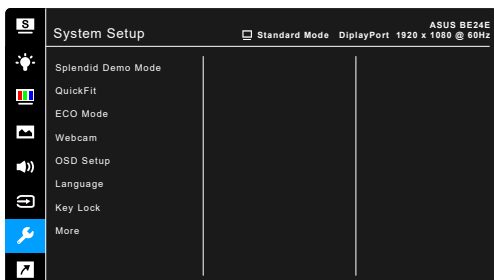 S
System Setup
Standard Mode DiplayPort 1920 x 1080 @ 60Hz
ASUS BE24E
Splendid Demo Mode
QuickFit
ECO Mode
Webcam
OSD Setup
Language
Key Lock
More